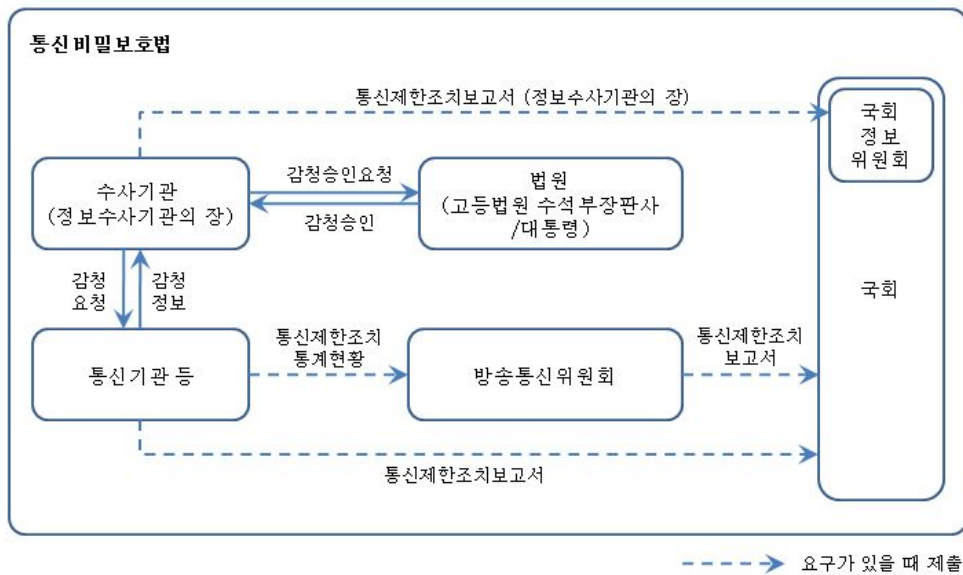 통신비밀보호법
통신제한조치보고서 (정보수사기관의 장)
국회
정보
위원회
수사기관
(정보수사기관의 장)
감청승인요청
감청승인
법원
(고등법원 수석부장판사
/대통령)
감청
요청
감청
정보
국회
통신기관 등
통신제한조치
통계현황
방송통신위원회
통신제한조치
보고서
통신제한조치보고서
요구가 있을 때 제출